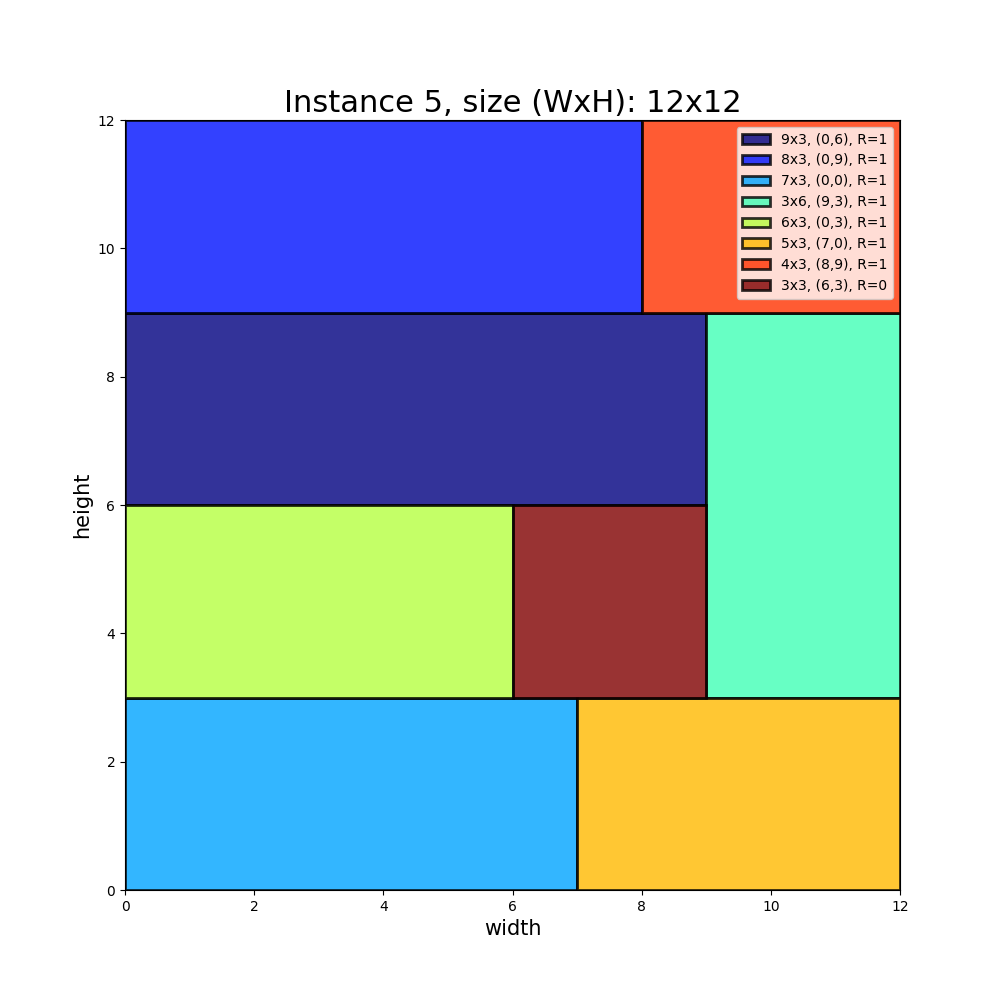 Instance 5, size (WxH): 12x12
9x3, (0,6), R=1
8x3, (0,9), R=1
7x3, (0,0), R=1
3x6, (9,3), R=1
6x3, (0,3), R=1
5x3, (7,0), R=1
4x3, (8,9), R=1
3x3, (6,3), R=0
12
10
8
6
4
2
0
height
0 2 4 6 8 10 12
width